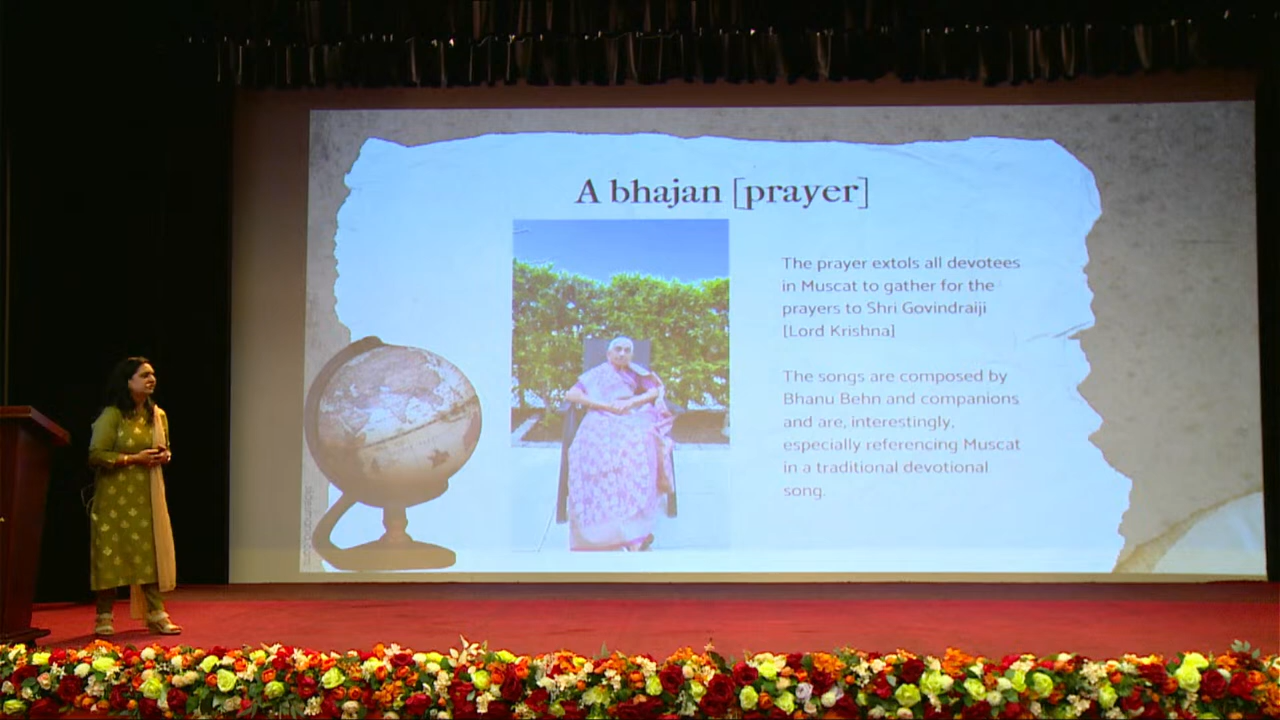 A bhajan [prayer]
The prayer extols all devotees
in Muscat to gather for the
prayers to Shri Govindraiji
[Lord Krishna]
The songs are composed by
Bhanu Behn and companions
and are, interestingly,
especially referencing Muscat
in a traditional devotional
song.